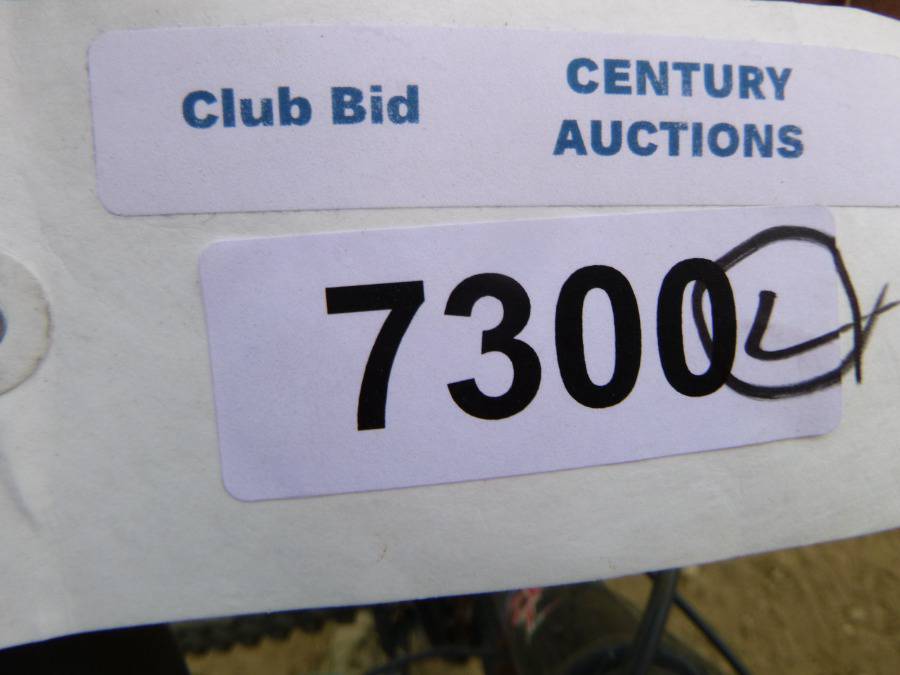 Club Bid
CENTURY
AUCTIONS
7300 L